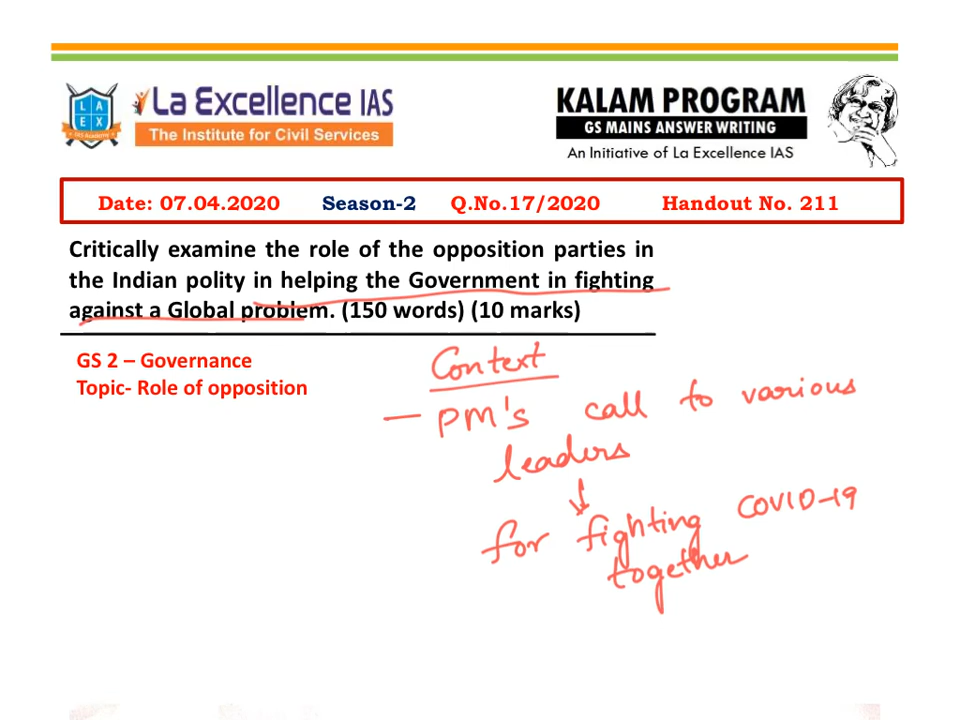 La Excellence IAS
The Institute for Civil Services
L A
E X
IAS Academy
KALAM PROGRAM
GS MAINS ANSWER WRITING
An Initiative of La Excellence IAS
Date: 07.04.2020 Season-2 Q.No.17/2020 Handout No. 211
Critically examine the role of the opposition parties in
the Indian polity in helping the Government in fighting
against a Global problem. (150 words) (10 marks)
GS 2 – Governance
Topic- Role of opposition
Context
— PM's call to various
leaders
↓
for fighting COVID-19
together